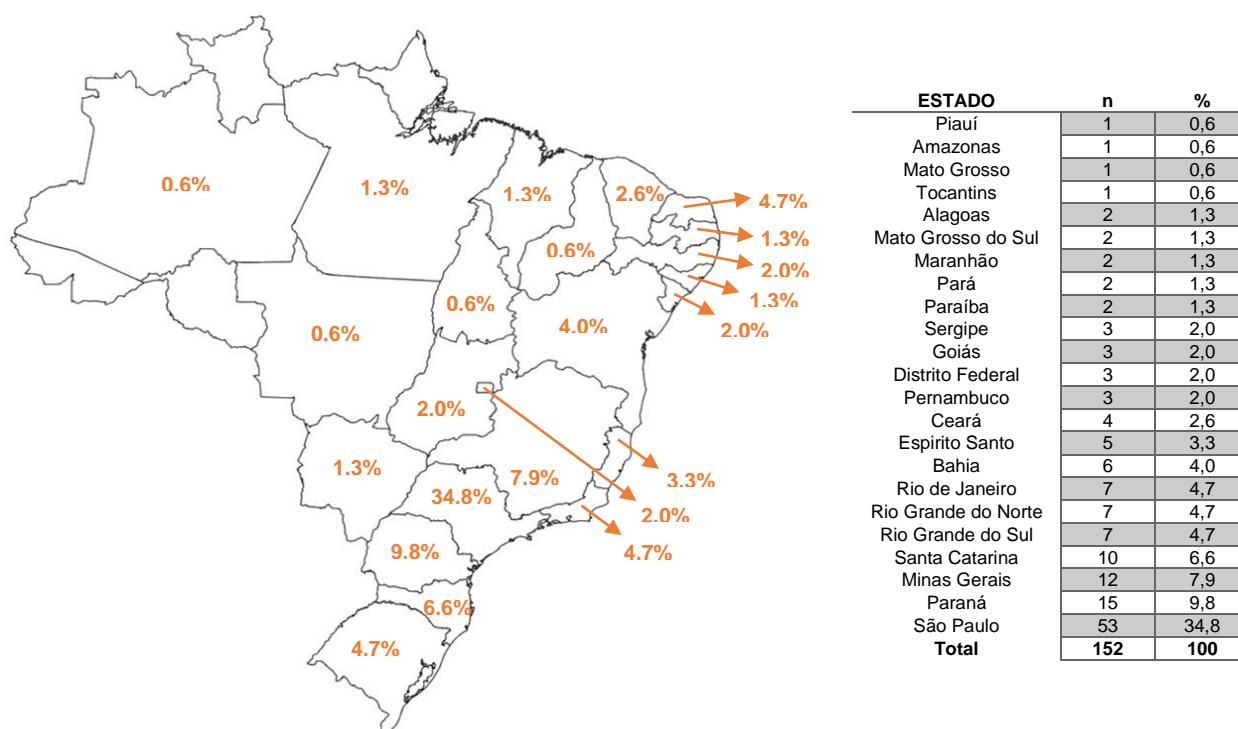 0.6%
1.3%
1.3%
2.6%
4.7%
1.3%
0.6%
2.0%
1.3%
0.6%
2.0%
0.6%
4.0%
2.0%
1.3%
7.9%
3.3%
34.8%
2.0%
9.8%
4.7%
6.6%
4.7%
ESTADO n %
Piauí 1 0,6
Amazonas 1 0,6
Mato Grosso 1 0,6
Tocantins 1 0,6
Alagoas 2 1,3
Mato Grosso do Sul 2 1,3
Maranhão 2 1,3
Pará 2 1,3
Paraíba 2 1,3
Sergipe 3 2,0
Goiás 3 2,0
Distrito Federal 3 2,0
Pernambuco 3 2,0
Ceará 4 2,6
Espirito Santo 5 3,3
Bahia 6 4,0
Rio de Janeiro 7 4,7
Rio Grande do Norte 7 4,7
Rio Grande do Sul 7 4,7
Santa Catarina 10 6,6
Minas Gerais 12 7,9
Paraná 15 9,8
São Paulo 53 34,8
Total 152 100